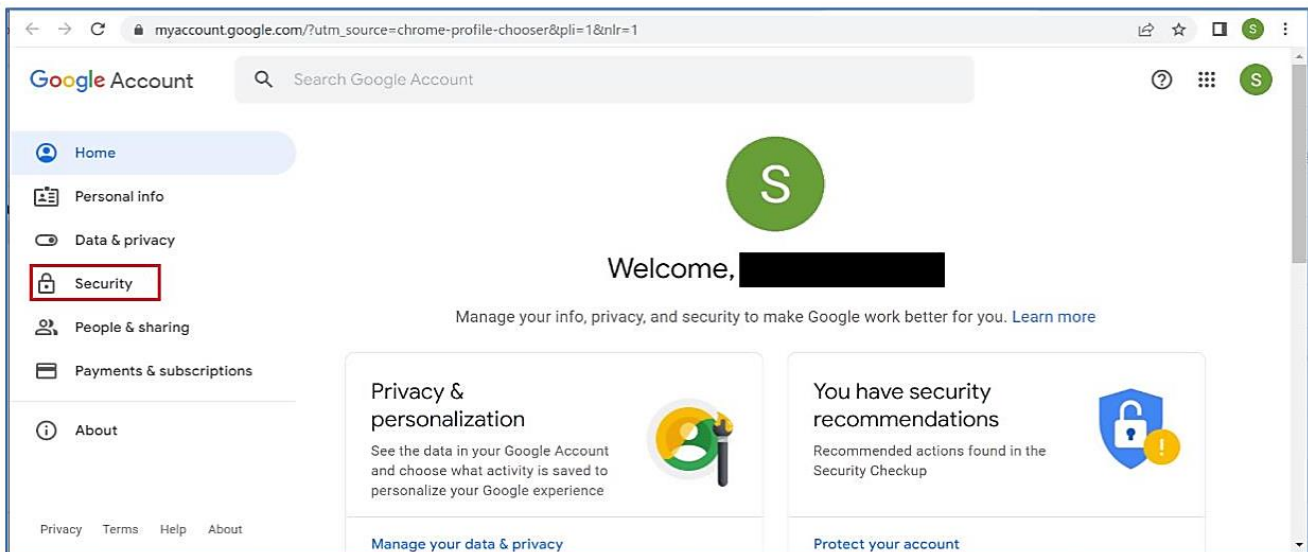 myaccount.google.com/?utm_source=chrome-profile-chooser&pli=1&nlr=1
S
Google Account
Search Google Account
S
Home
Personal info
Data & privacy
Security
People & sharing
Payments & subscriptions
About
Privacy Terms Help About
S
Welcome,
Manage your info, privacy, and security to make Google work better for you. Learn more
Privacy &
personalization
See the data in your Google Account
and choose what activity is saved to
personalize your Google experience
Manage your data & privacy
You have security
recommendations
Recommended actions found in the
Security Checkup
Protect your account